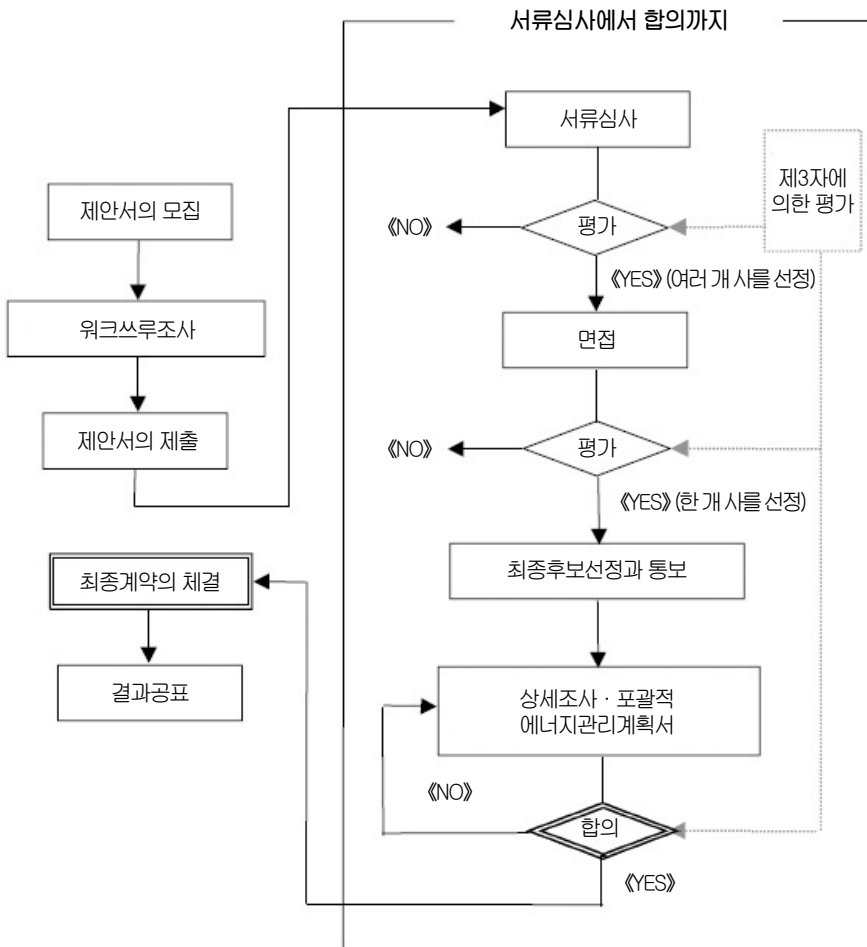 서류심사에서 합의까지
제안서의 모집
워크쓰루조사
제안서의 제출
서류심사
제3자에
의한 평가
평가
《NO》
《YES》 (여러 개 사를 선정)
면접
평가
《NO》
《YES》 (한 개 사를 선정)
최종후보선정과 통보
상세조사 · 포괄적
에너지관리계획서
《NO》
합의
《YES》
최종계약의 체결
결과공표